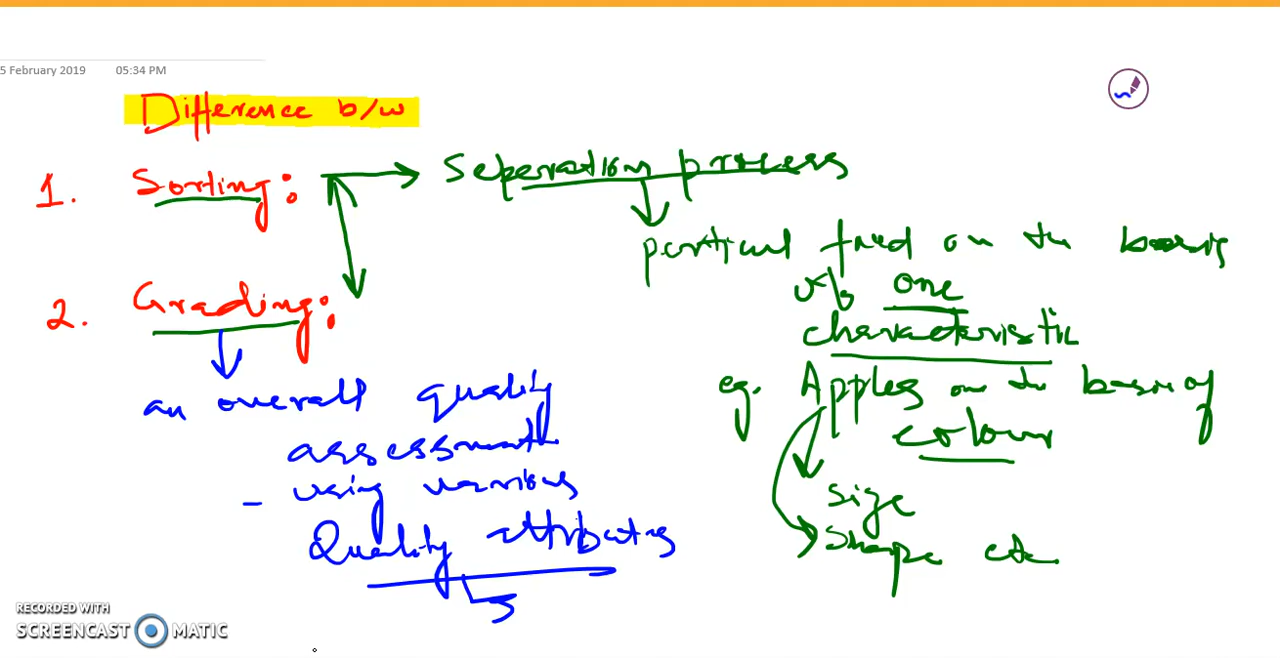 5 February 2019 05:34 PM
Difference b/w
1. Sorting: → Seperation process
particul food on the basis
of one
characteristic
eg. Apples on the basis of
colour
size
shape etc
2. Grading:
an overall quality
assessment
- using various
Quality attributes
RECORDED WITH
SCREENCAST MATIC